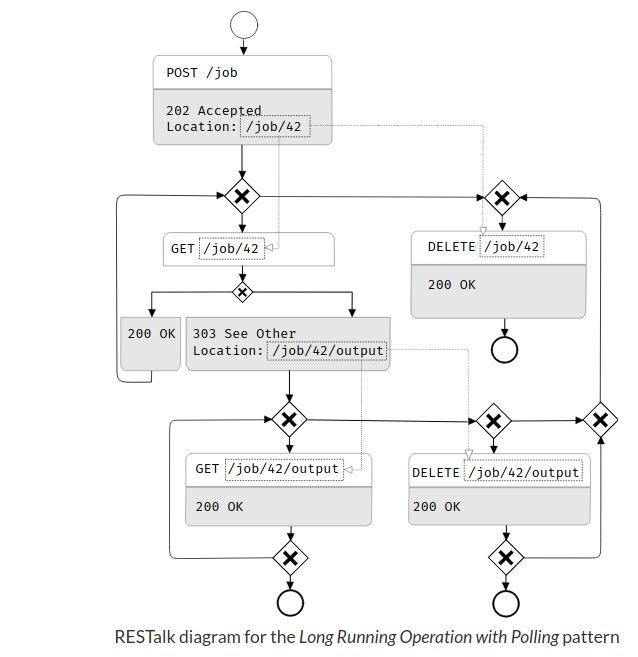 POST /job
202 Accepted
Location: /job/42
GET /job/42
DELETE /job/42
200 OK
200 OK
303 See Other
Location: /job/42/output
GET /job/42/output
200 OK
DELETE /job/42/output
200 OK
RESTalk diagram for the Long Running Operation with Polling pattern